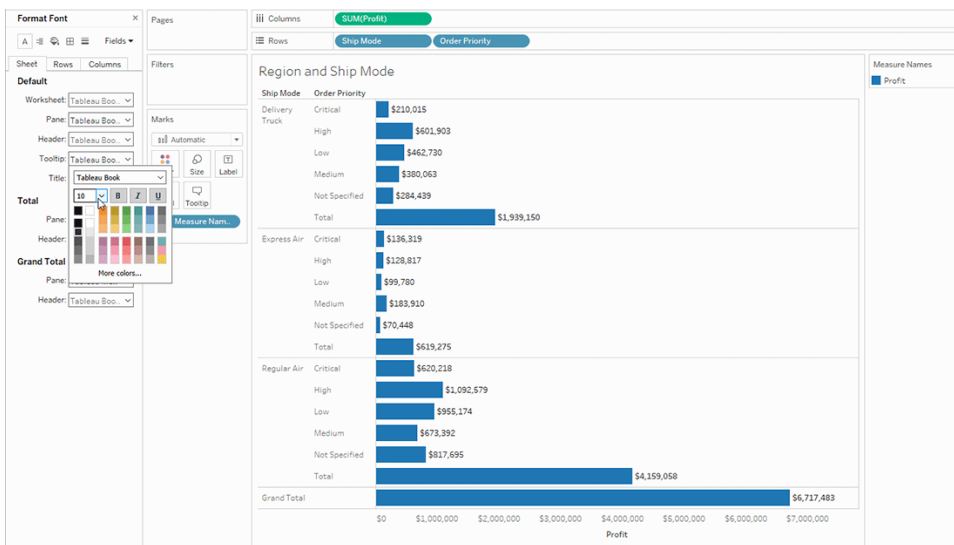 Format Font ×
A Fields
Sheet Rows Columns
Default
Worksheet: Tableau Boo..
Pane: Tableau Boo..
Header: Tableau Boo..
Tooltip: Tableau Boo..
Title:
Tableau Book
10 B I U
More colors...
Total
Pane:
Header:
Grand Total
Pane:
Header: Tableau Boo..
Pages
Filters
Marks
Automatic
Size Label
Tooltip
Measure Nam..
Columns SUM(Profit)
Rows Ship Mode Order Priority
Region and Ship Mode
Ship Mode Order Priority
Delivery Truck
Critical $210,015
High $601,903
Low $462,730
Medium $380,063
Not Specified $284,439
Total $1,939,150
Express Air Critical $136,319
High $128,817
Low $99,780
Medium $183,910
Not Specified $70,448
Total $619,275
Regular Air Critical $620,218
High $1,092,579
Low $955,174
Medium $673,392
Not Specified $817,695
Total $4,159,058
Grand Total $6,717,483
$0 $1,000,000 $2,000,000 $3,000,000 $4,000,000 $5,000,000 $6,000,000 $7,000,000
Profit
Measure Names
Profit